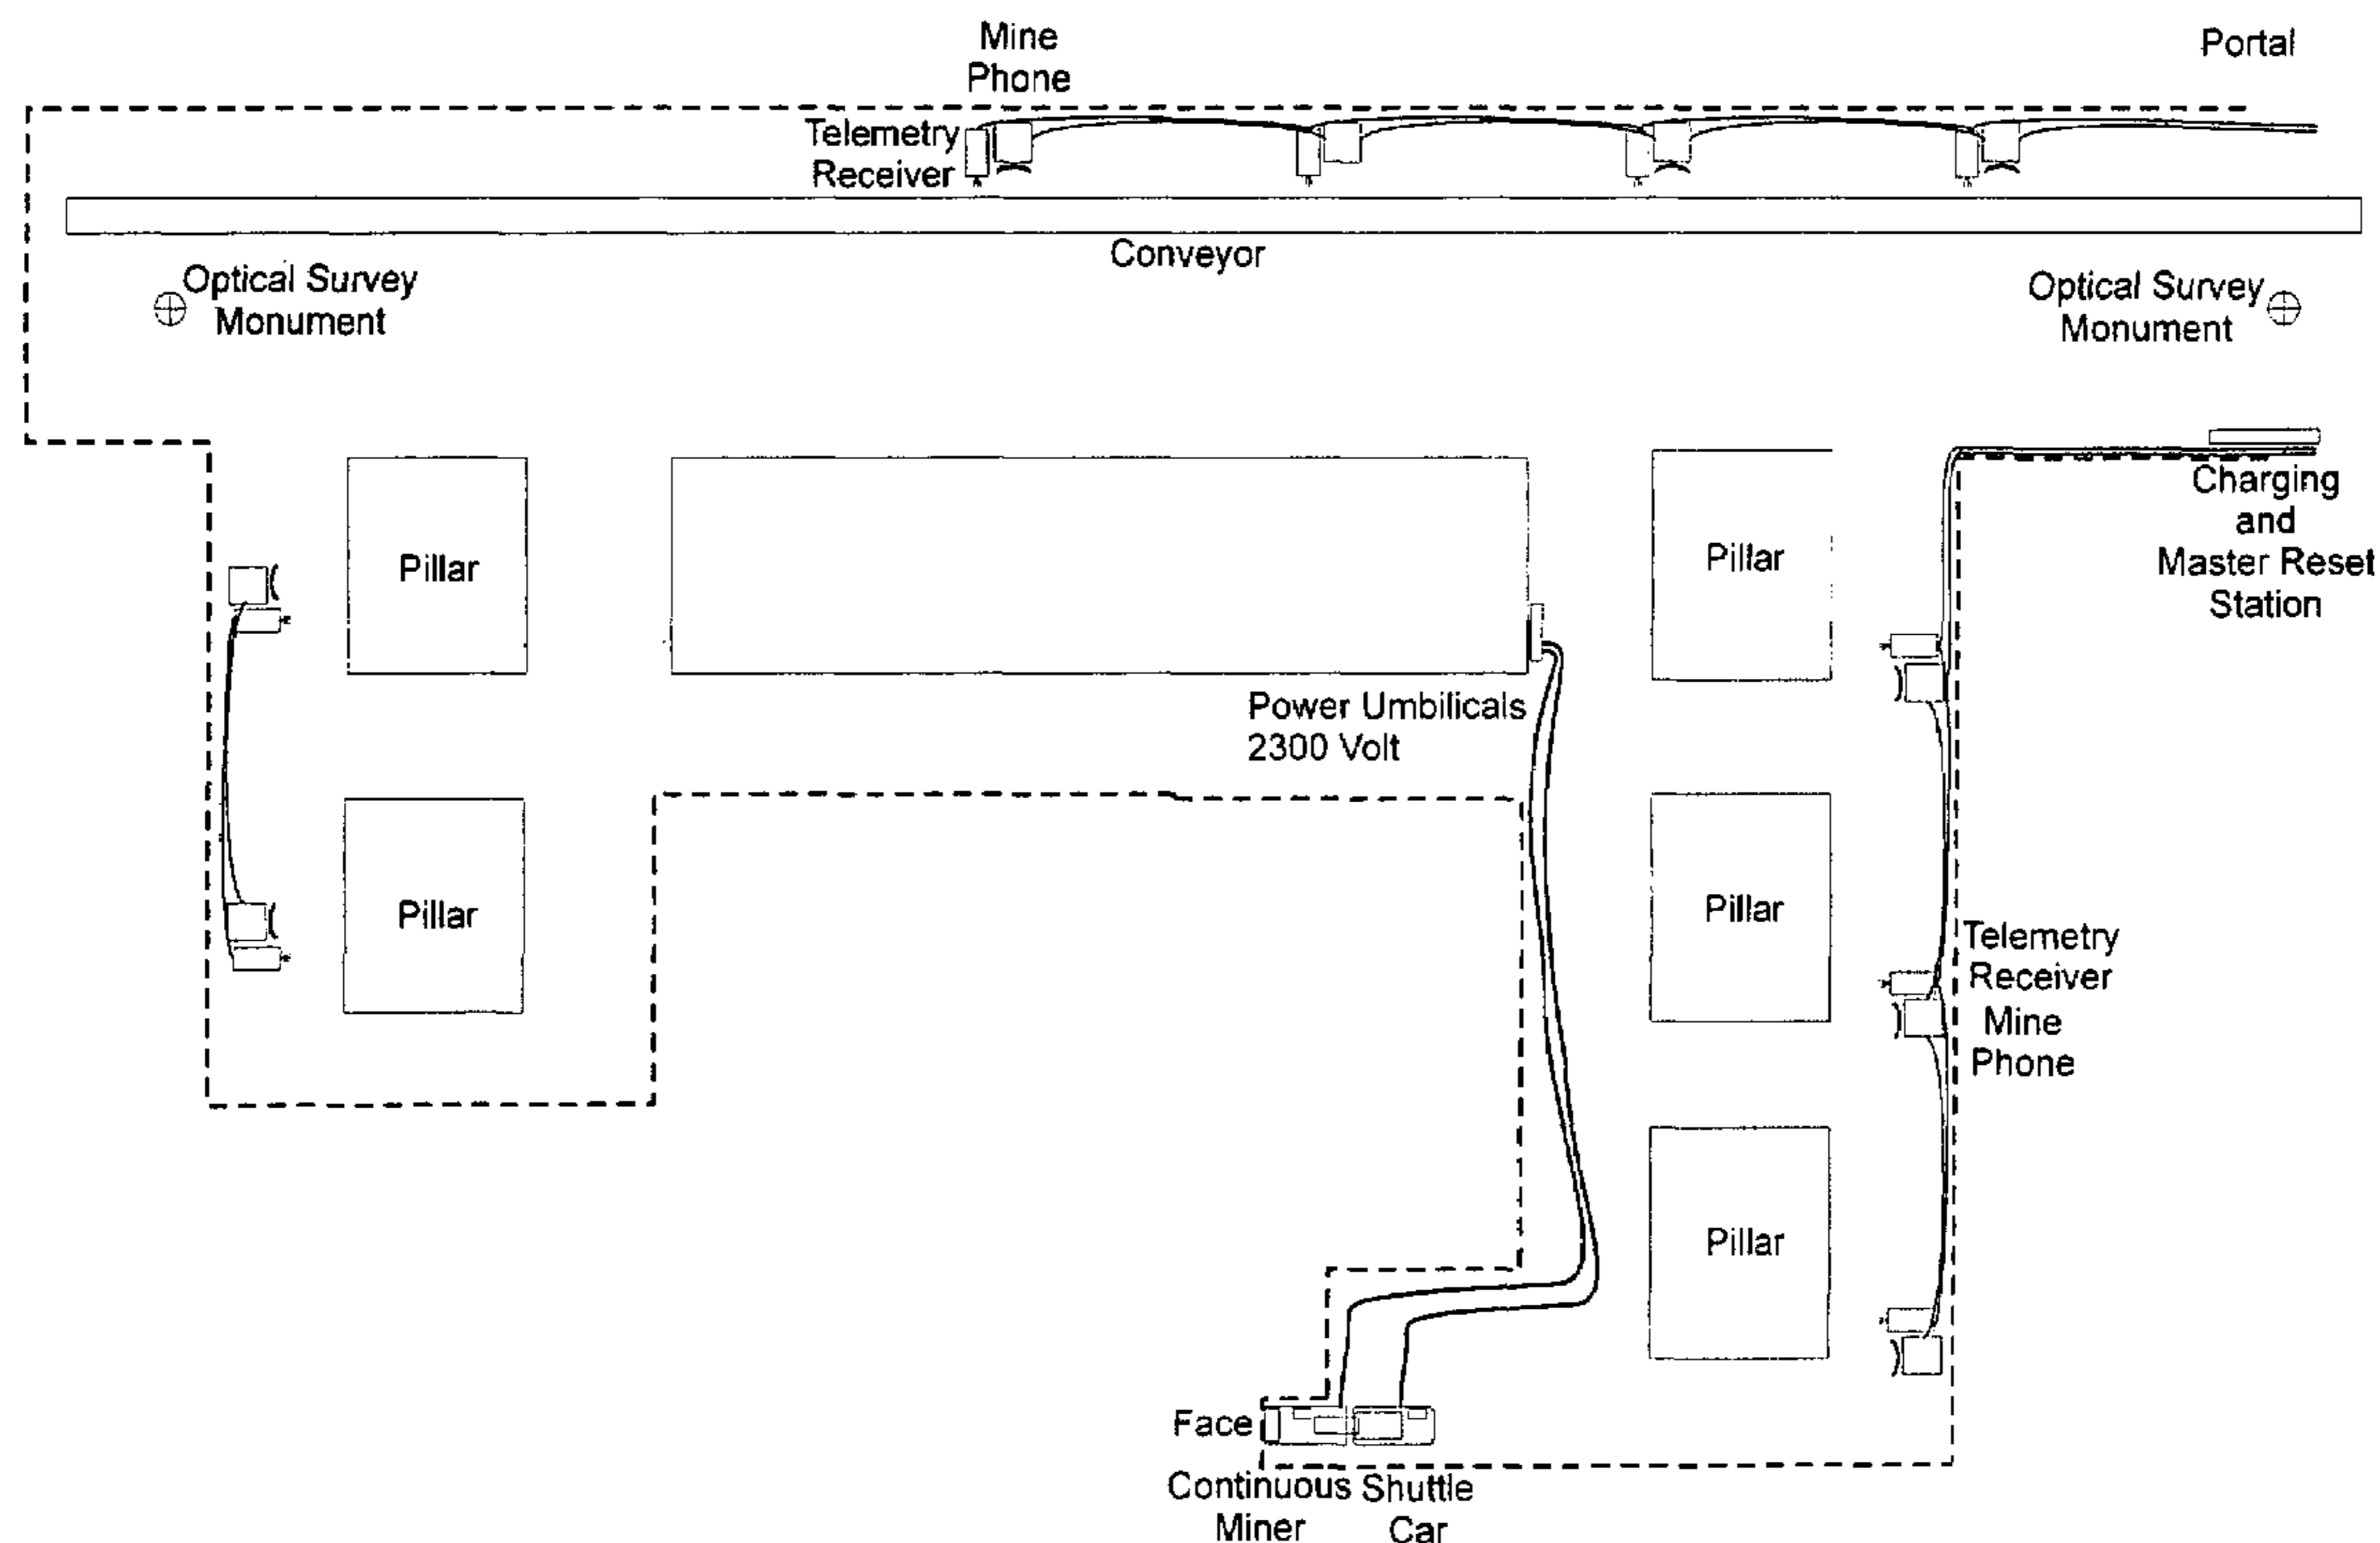 Mine
Phone
Portal
Telemetry
Receiver
Conveyor
Optical Survey
Monument
Optical Survey
Monument
Charging
and
Master Reset
Station
Pillar
Pillar
Power Umbilicals
2300 Volt
Pillar
Pillar
Telemetry
Receiver
Mine
Phone
Pillar
Face
Continuous
Miner
Shuttle
Car